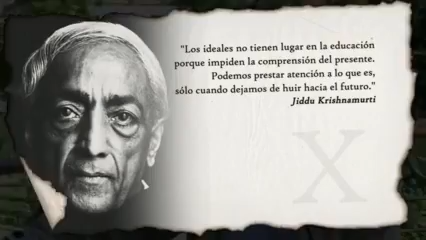 "Los ideales no tienen lugar en la educación
porque impiden la comprensión del presente.
Podemos prestar atención a lo que es,
sólo cuando dejamos de huir hacia el futuro."
Jiddu Krishnamurti
X